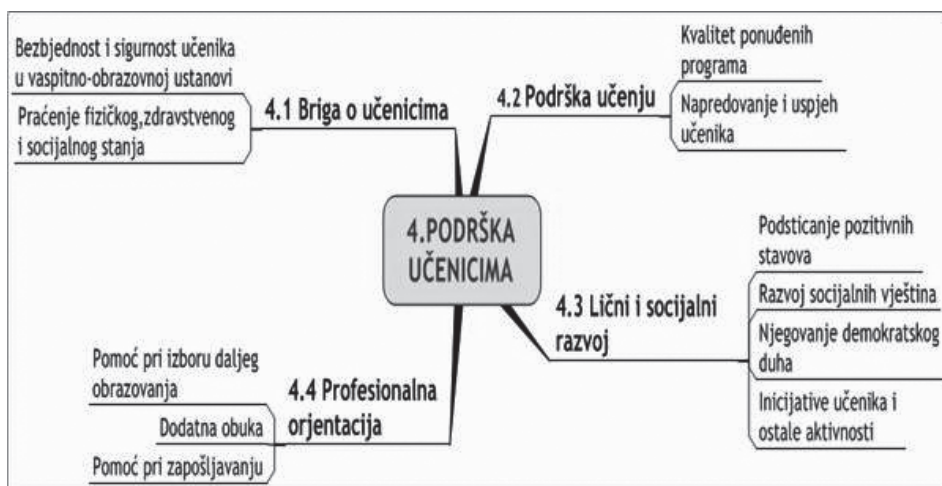 4.PODRŠKA
UČENICIMA
4.1 Briga o učenicima
Bezbjednost i sigurnost učenika
u vaspitno-obrazovnoj ustanovi
Praćenje fizičkog,zdravstvenog
i socijalnog stanja
4.2 Podrška učenju
Kvalitet ponuđenih
programa
Napredovanje i uspjeh
učenika
4.3 Lični i socijalni
razvoj
Podsticanje pozitivnih
stavova
Razvoj socijalnih vještina
Njegovanje demokratskog
duha
Inicijative učenika i
ostale aktivnosti
4.4 Profesionalna
orjentacija
Pomoć pri izboru daljeg
obrazovanja
Dodatna obuka
Pomoć pri zapošljavanju